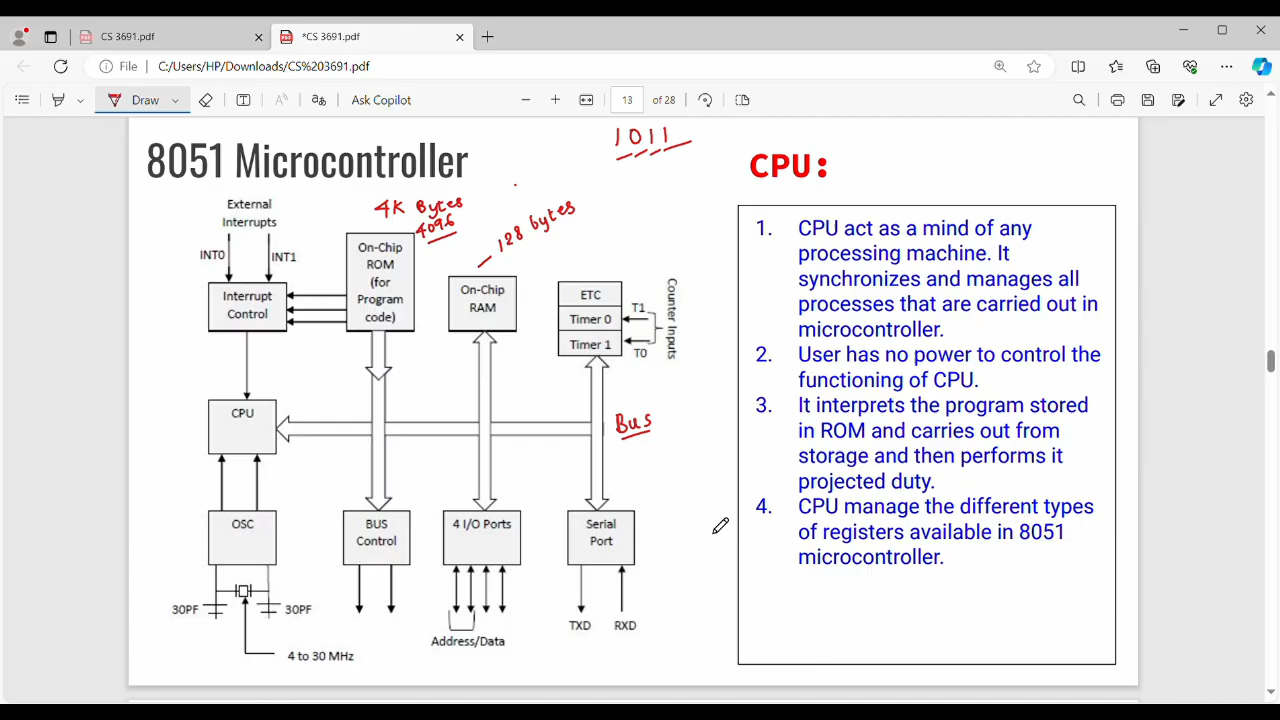 CS 3691.pdf
*CS 3691.pdf
File
C:/Users/HP/Downloads/CS%203691.pdf
Draw
Ask Copilot
13
of 28
1011
8051 Microcontroller
CPU:
External
Interrupts
INT0
INT1
Interrupt
Control
4K Bytes
4096
On-Chip
ROM
(for
Program
code)
128 bytes
On-Chip
RAM
ETC
Timer 0
Timer 1
T1
T0
Counter Inputs
CPU
Bus
OSC
BUS
Control
4 I/O Ports
Serial
Port
30PF
30PF
4 to 30 MHz
Address/Data
TXD
RXD
1. CPU act as a mind of any
processing machine. It
synchronizes and manages all
processes that are carried out in
microcontroller.
2. User has no power to control the
functioning of CPU.
3. It interprets the program stored
in ROM and carries out from
storage and then performs it
projected duty.
4. CPU manage the different types
of registers available in 8051
microcontroller.